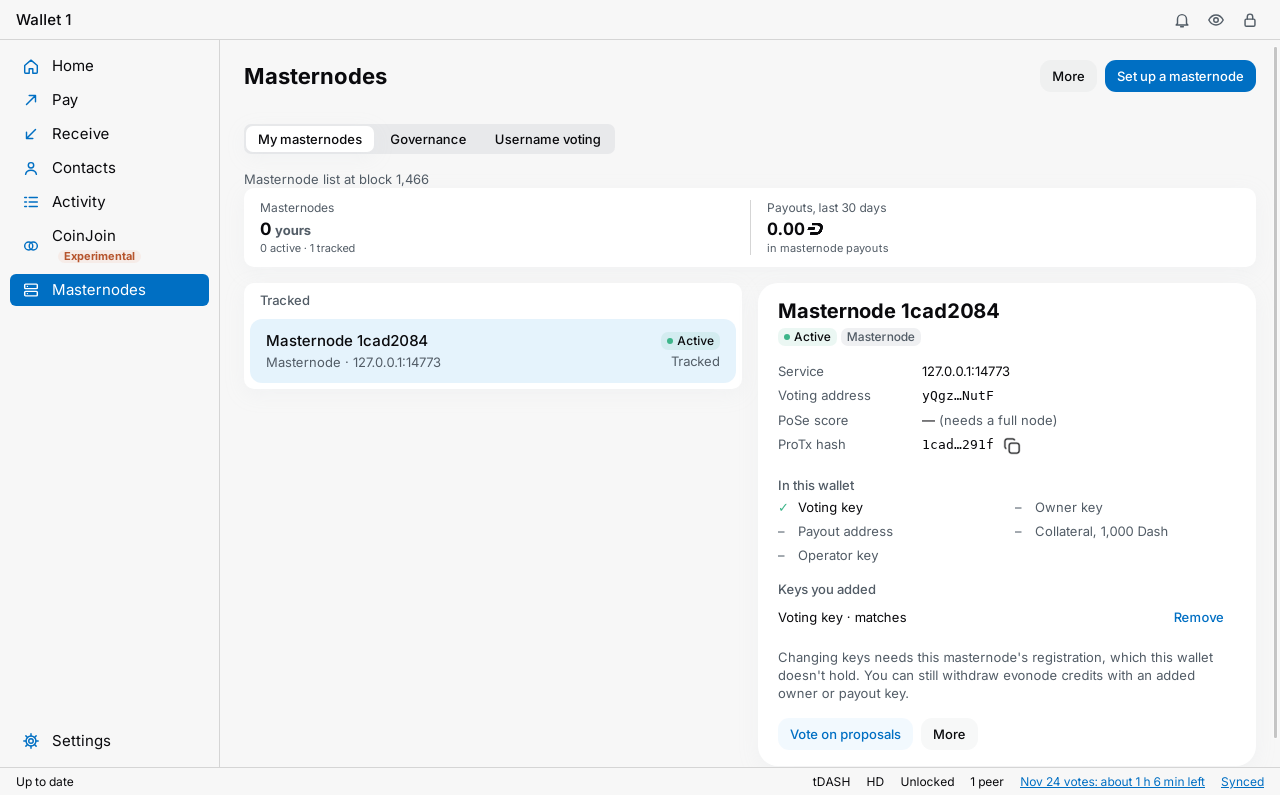 Wallet 1
Home
Pay
Receive
Contacts
Activity
CoinJoin
Experimental
Masternodes
Settings
Masternodes
More
Set up a masternode
My masternodes
Governance
Username voting
Masternode list at block 1,466
Masternodes
0 yours
0 active · 1 tracked
Payouts, last 30 days
0.00
in masternode payouts
Tracked
Masternode 1cad2084
Active
Masternode · 127.0.0.1:14773
Tracked
Masternode 1cad2084
Active
Masternode
Service 127.0.0.1:14773
Voting address yQgz…NutF
PoSe score — (needs a full node)
ProTx hash 1cad…291f
In this wallet
✓ Voting key
– Owner key
– Payout address
– Collateral, 1,000 Dash
– Operator key
Keys you added
Voting key · matches
Remove
Changing keys needs this masternode's registration, which this wallet
doesn't hold. You can still withdraw evonode credits with an added
owner or payout key.
Vote on proposals
More
Up to date
tDASH
HD
Unlocked
1 peer
Nov 24 votes: about 1 h 6 min left
Synced